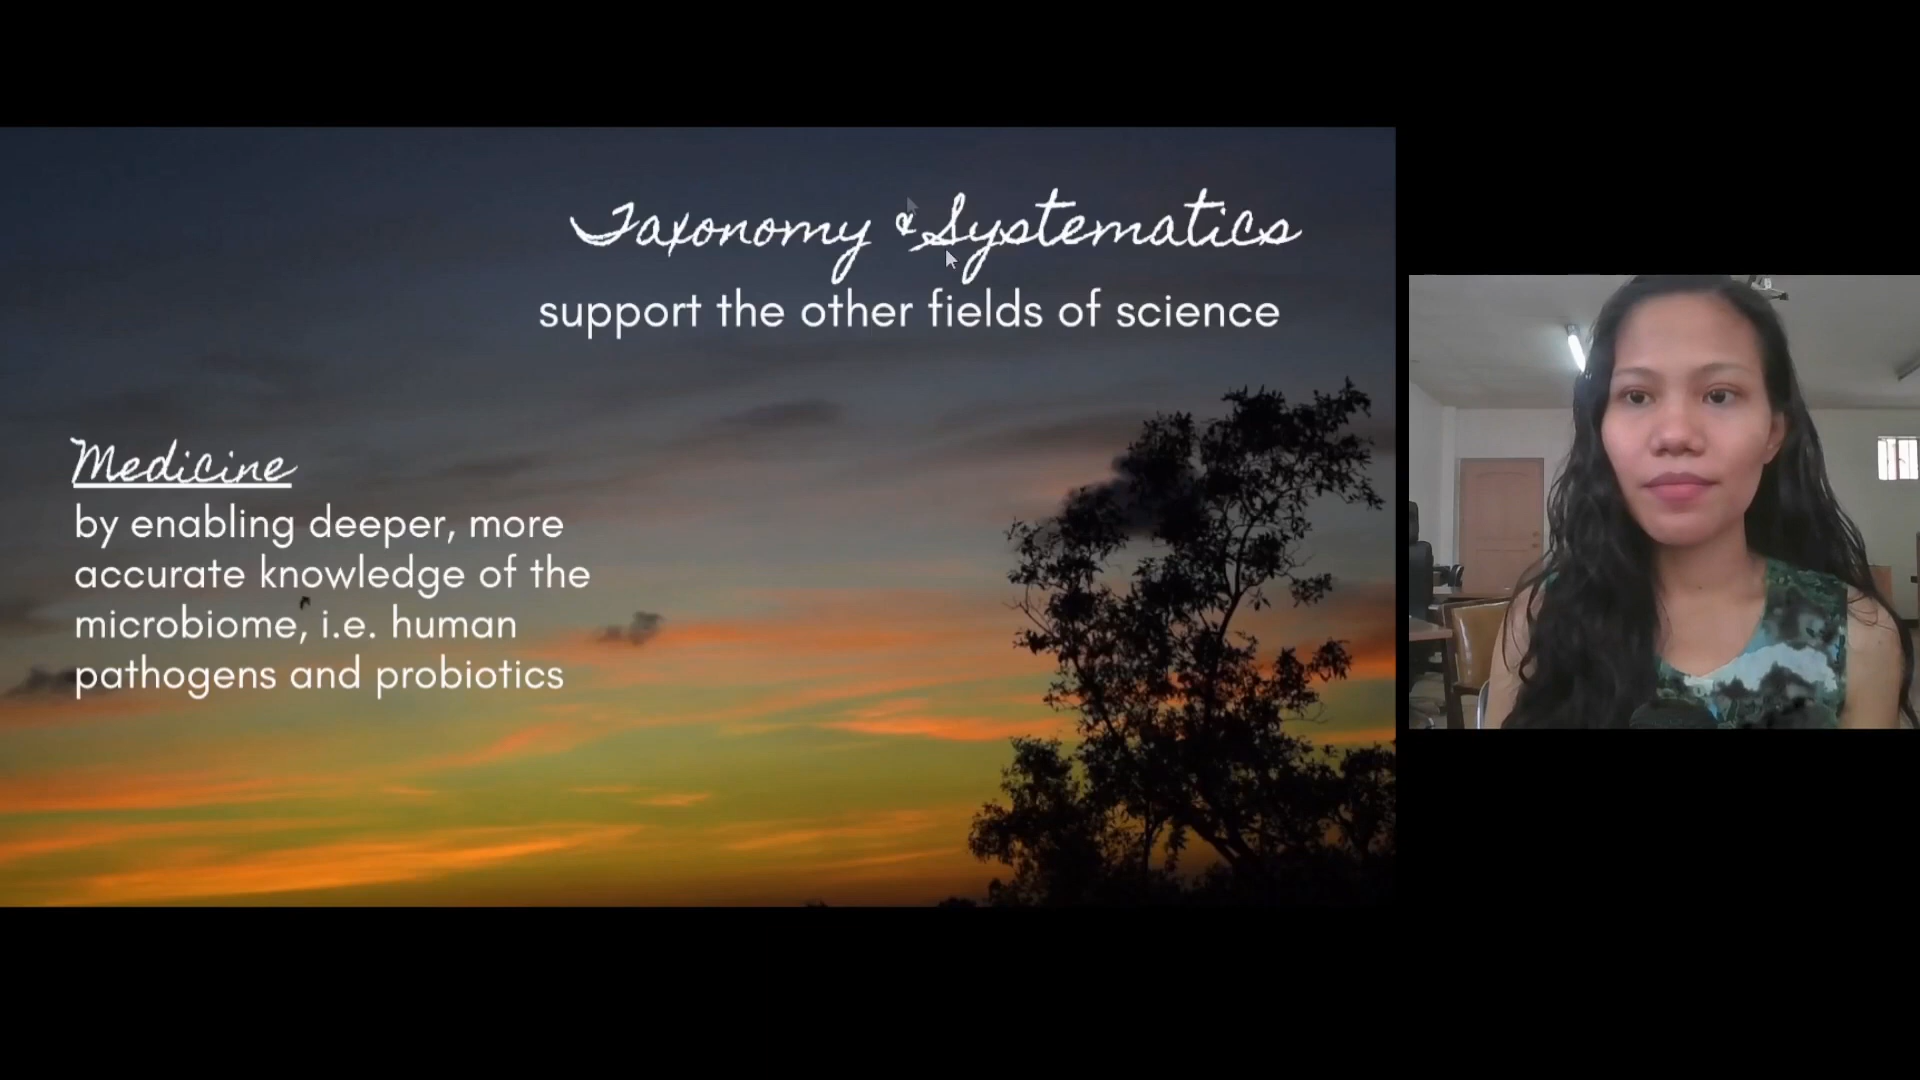 Taxonomy & Systematics
support the other fields of science
Medicine
by enabling deeper, more
accurate knowledge of the
microbiome, i.e. human
pathogens and probiotics